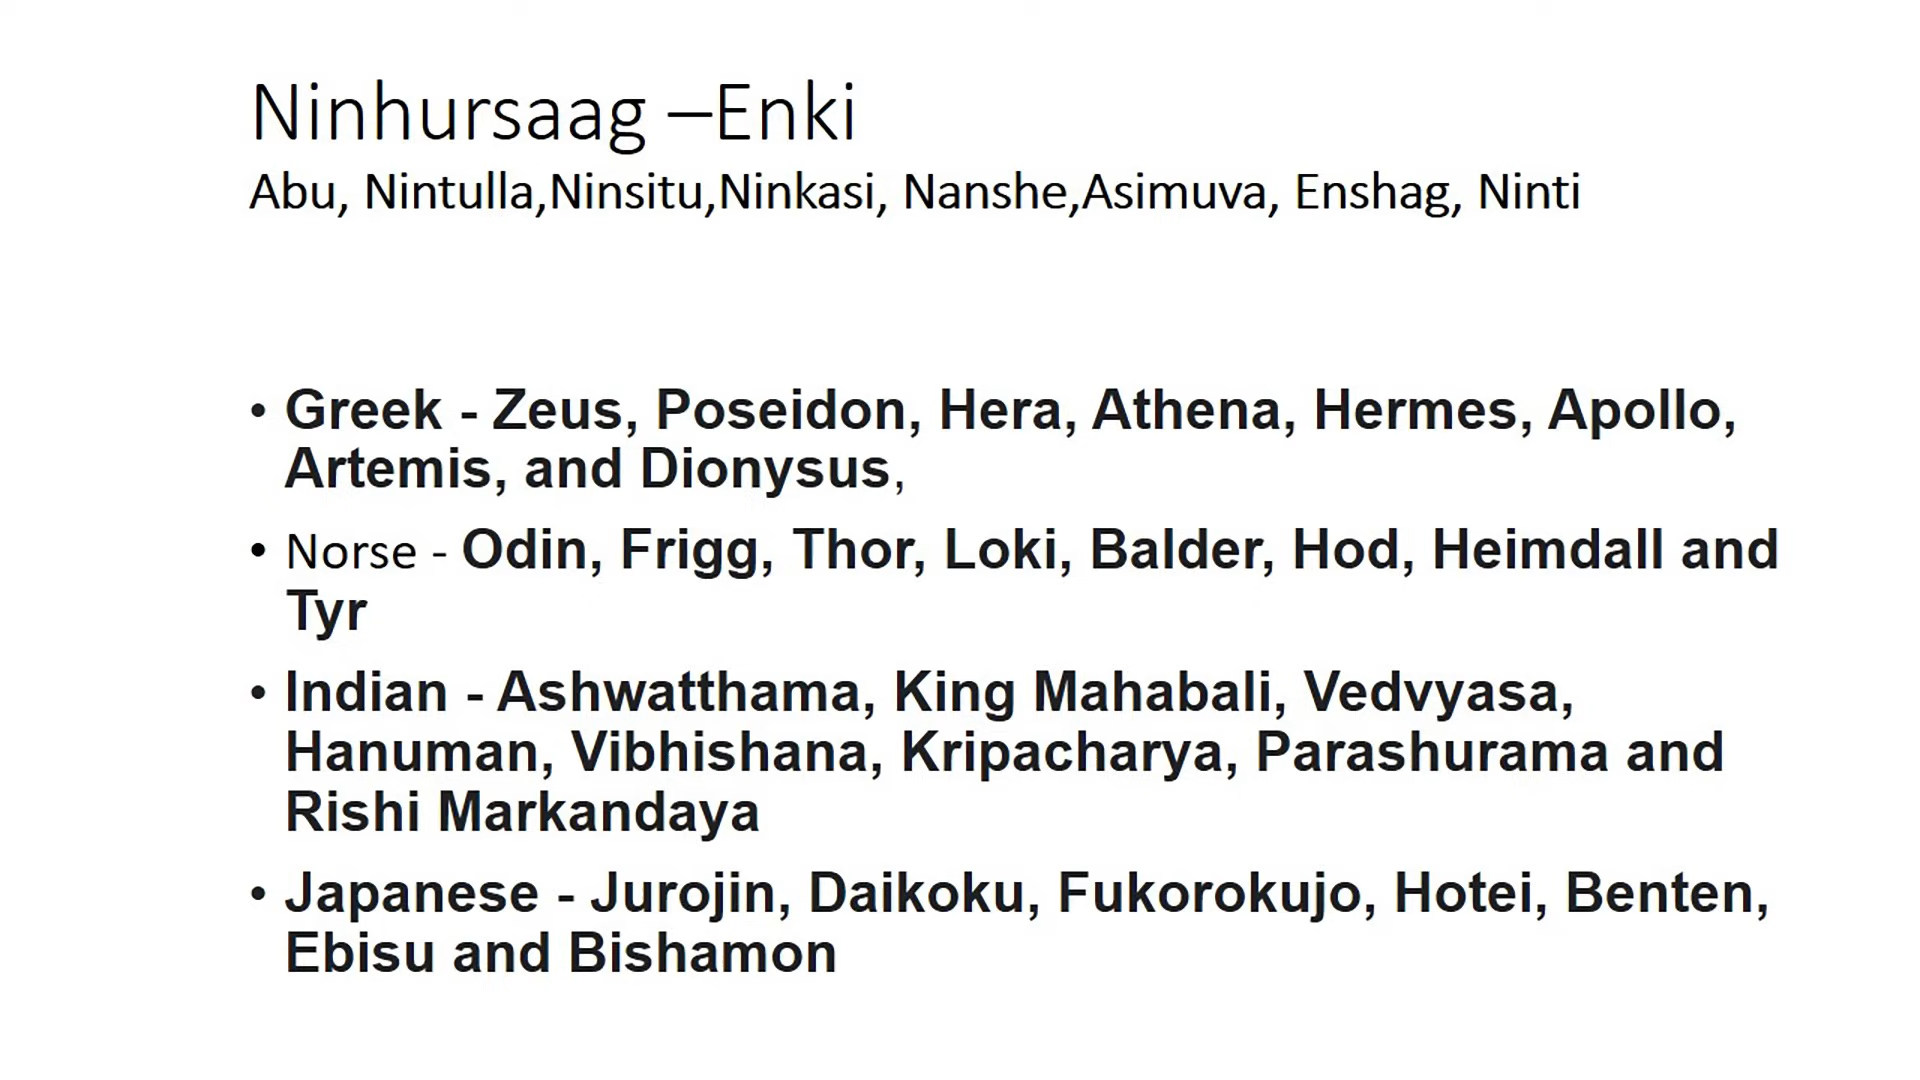 Ninhursaag –Enki
Abu, Nintulla,Ninsitu,Ninkasi, Nanshe,Asimuva, Enshag, Ninti
• Greek - Zeus, Poseidon, Hera, Athena, Hermes, Apollo,
Artemis, and Dionysus,
• Norse - Odin, Frigg, Thor, Loki, Balder, Hod, Heimdall and
Tyr
• Indian - Ashwatthama, King Mahabali, Vedvyasa,
Hanuman, Vibhishana, Kripacharya, Parashurama and
Rishi Markandaya
• Japanese - Jurojin, Daikoku, Fukorokujo, Hotei, Benten,
Ebisu and Bishamon